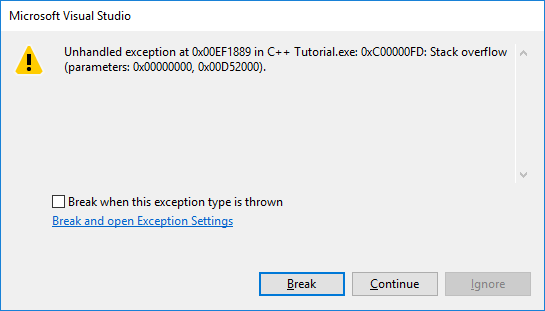 Microsoft Visual Studio
Unhandled exception at 0x00EF1889 in C++ Tutorial.exe: 0xC00000FD: Stack overflow
(parameters: 0x00000000, 0x00D52000).
Break when this exception type is thrown
Break and open Exception Settings
Break Continue Ignore